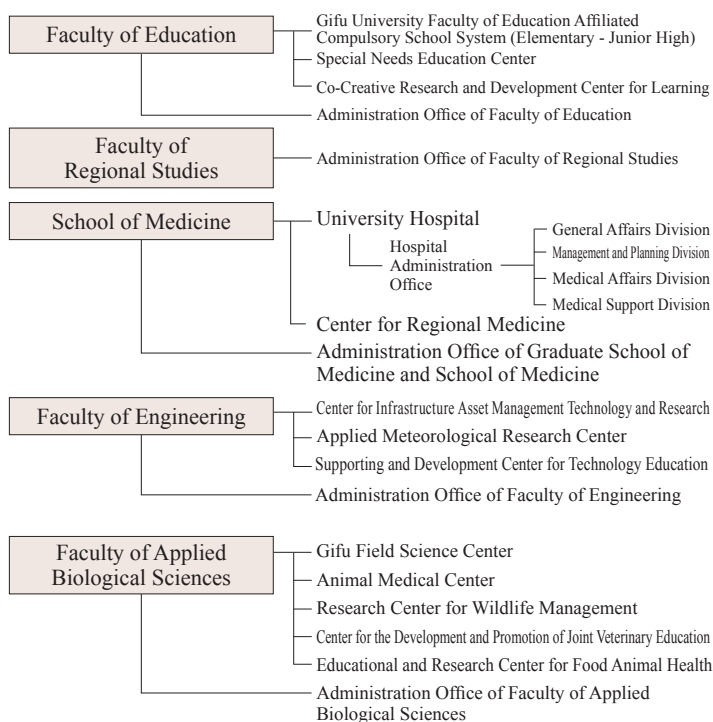 Faculty of Education
Gifu University Faculty of Education Affiliated
Compulsory School System (Elementary - Junior High)
Special Needs Education Center
Co-Creative Research and Development Center for Learning
Administration Office of Faculty of Education
Faculty of
Regional Studies
Administration Office of Faculty of Regional Studies
School of Medicine
University Hospital
Hospital
Administration
Office
General Affairs Division
Management and Planning Division
Medical Affairs Division
Medical Support Division
Center for Regional Medicine
Administration Office of Graduate School of
Medicine and School of Medicine
Faculty of Engineering
Center for Infrastructure Asset Management Technology and Research
Applied Meteorological Research Center
Supporting and Development Center for Technology Education
Administration Office of Faculty of Engineering
Faculty of Applied
Biological Sciences
Gifu Field Science Center
Animal Medical Center
Research Center for Wildlife Management
Center for the Development and Promotion of Joint Veterinary Education
Educational and Research Center for Food Animal Health
Administration Office of Faculty of Applied
Biological Sciences